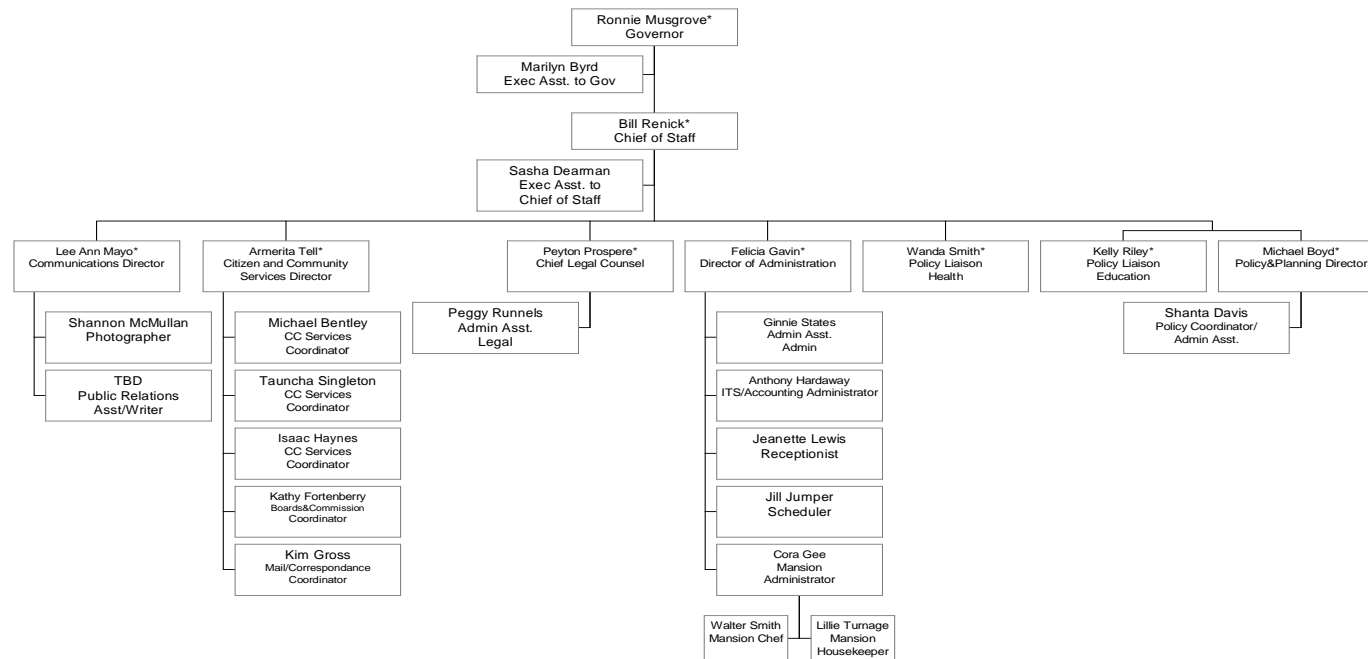 Ronnie Musgrove*
Governor
Marilyn Byrd
Exec Asst. to Gov
Bill Renick*
Chief of Staff
Sasha Dearman
Exec Asst. to
Chief of Staff
Lee Ann Mayo*
Communications Director
Shannon McMullan
Photographer
TBD
Public Relations
Asst/Writer
Armerita Tell*
Citizen and Community
Services Director
Michael Bentley
CC Services
Coordinator
Tauncha Singleton
CC Services
Coordinator
Isaac Haynes
CC Services
Coordinator
Kathy Fortenberry
Boards&Commission
Coordinator
Kim Gross
Mail/Correspondance
Coordinator
Peyton Prospere*
Chief Legal Counsel
Peggy Runnels
Admin Asst.
Legal
Felicia Gavin*
Director of Administration
Ginnie States
Admin Asst.
Admin
Anthony Hardaway
ITS/Accounting Administrator
Jeanette Lewis
Receptionist
Jill Jumper
Scheduler
Cora Gee
Mansion
Administrator
Walter Smith
Mansion Chef
Lillie Turnage
Mansion
Housekeeper
Wanda Smith*
Policy Liaison
Health
Kelly Riley*
Policy Liaison
Education
Michael Boyd*
Policy&Planning Director
Shanta Davis
Policy Coordinator/
Admin Asst.